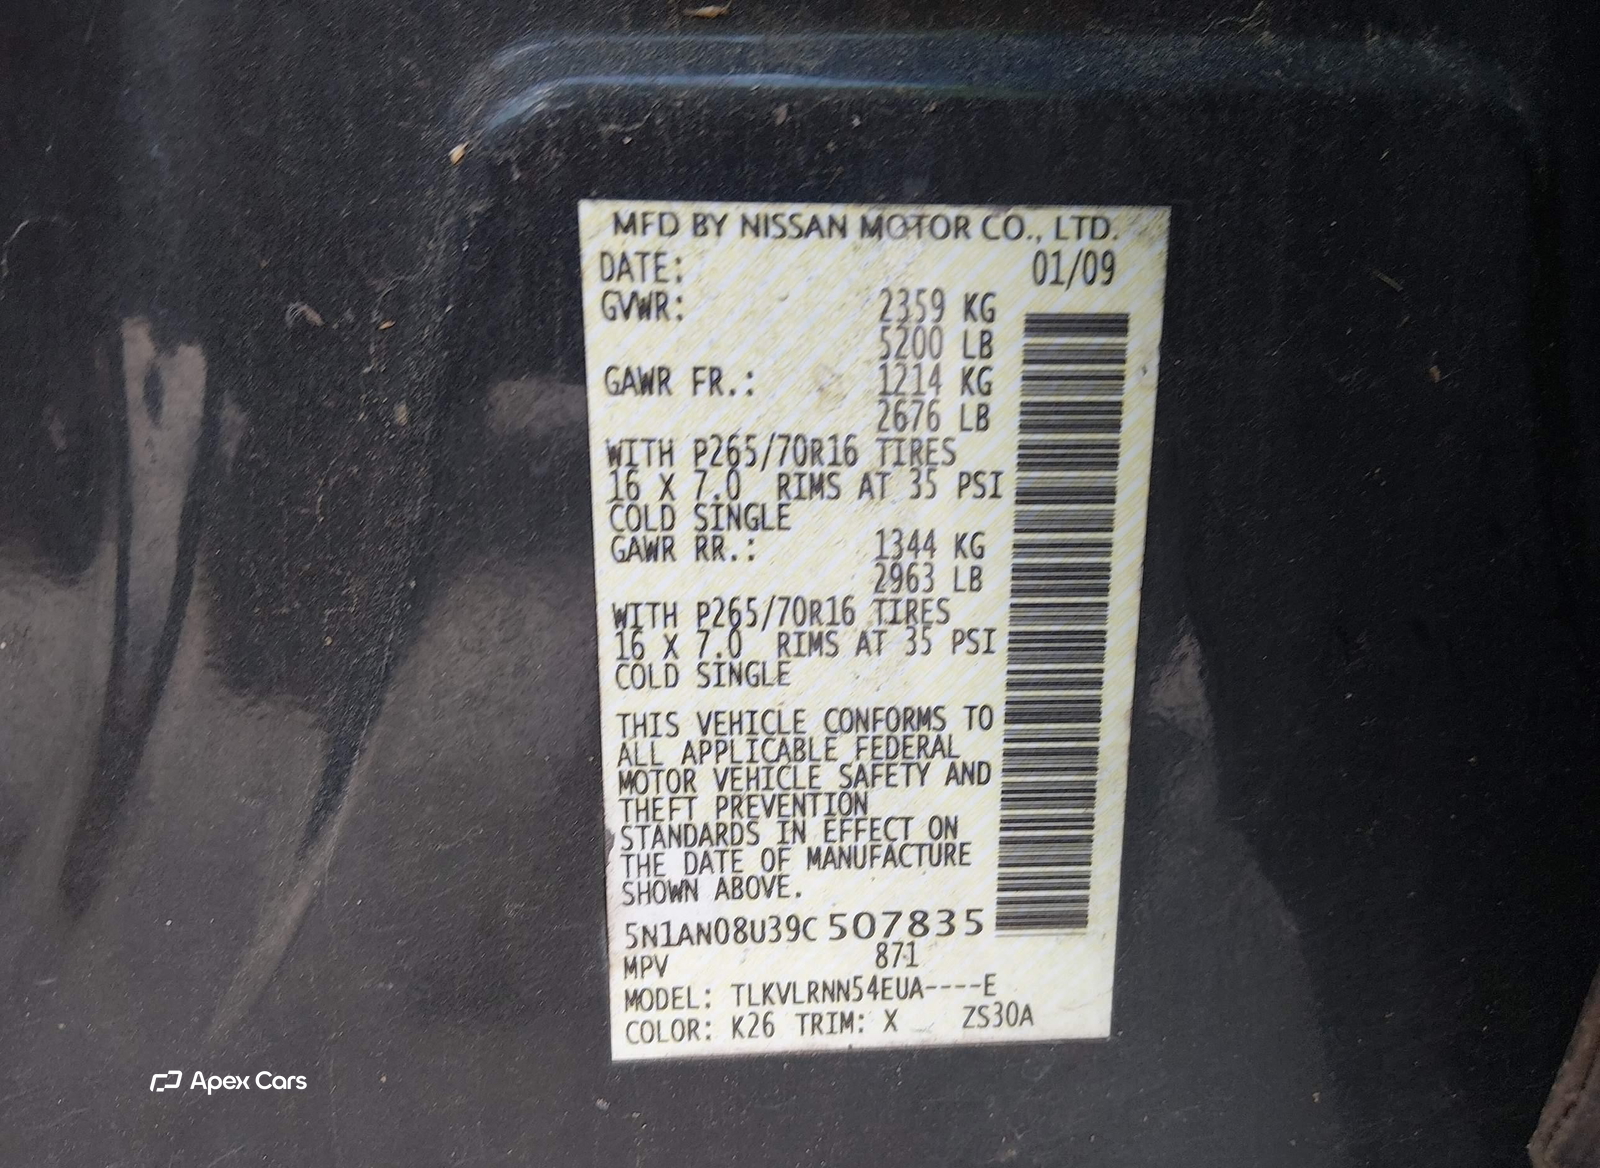 MFD BY NISSAN MOTOR CO., LTD.
DATE: 01/09
GVWR: 2359 KG
5200 LB
GAWR FR.: 1214 KG
2676 LB
WITH P265/70R16 TIRES
16 X 7.0 RIMS AT 35 PSI
COLD SINGLE
GAWR RR.: 1344 KG
2963 LB
WITH P265/70R16 TIRES
16 X 7.0 RIMS AT 35 PSI
COLD SINGLE
THIS VEHICLE CONFORMS TO
ALL APPLICABLE FEDERAL
MOTOR VEHICLE SAFETY AND
THEFT PREVENTION
STANDARDS IN EFFECT ON
THE DATE OF MANUFACTURE
SHOWN ABOVE.
5N1AN08U39C507835
MPV 871
MODEL: TLKVLRNN54EUA----E
COLOR: K26 TRIM: X ZS30A
Apex Cars